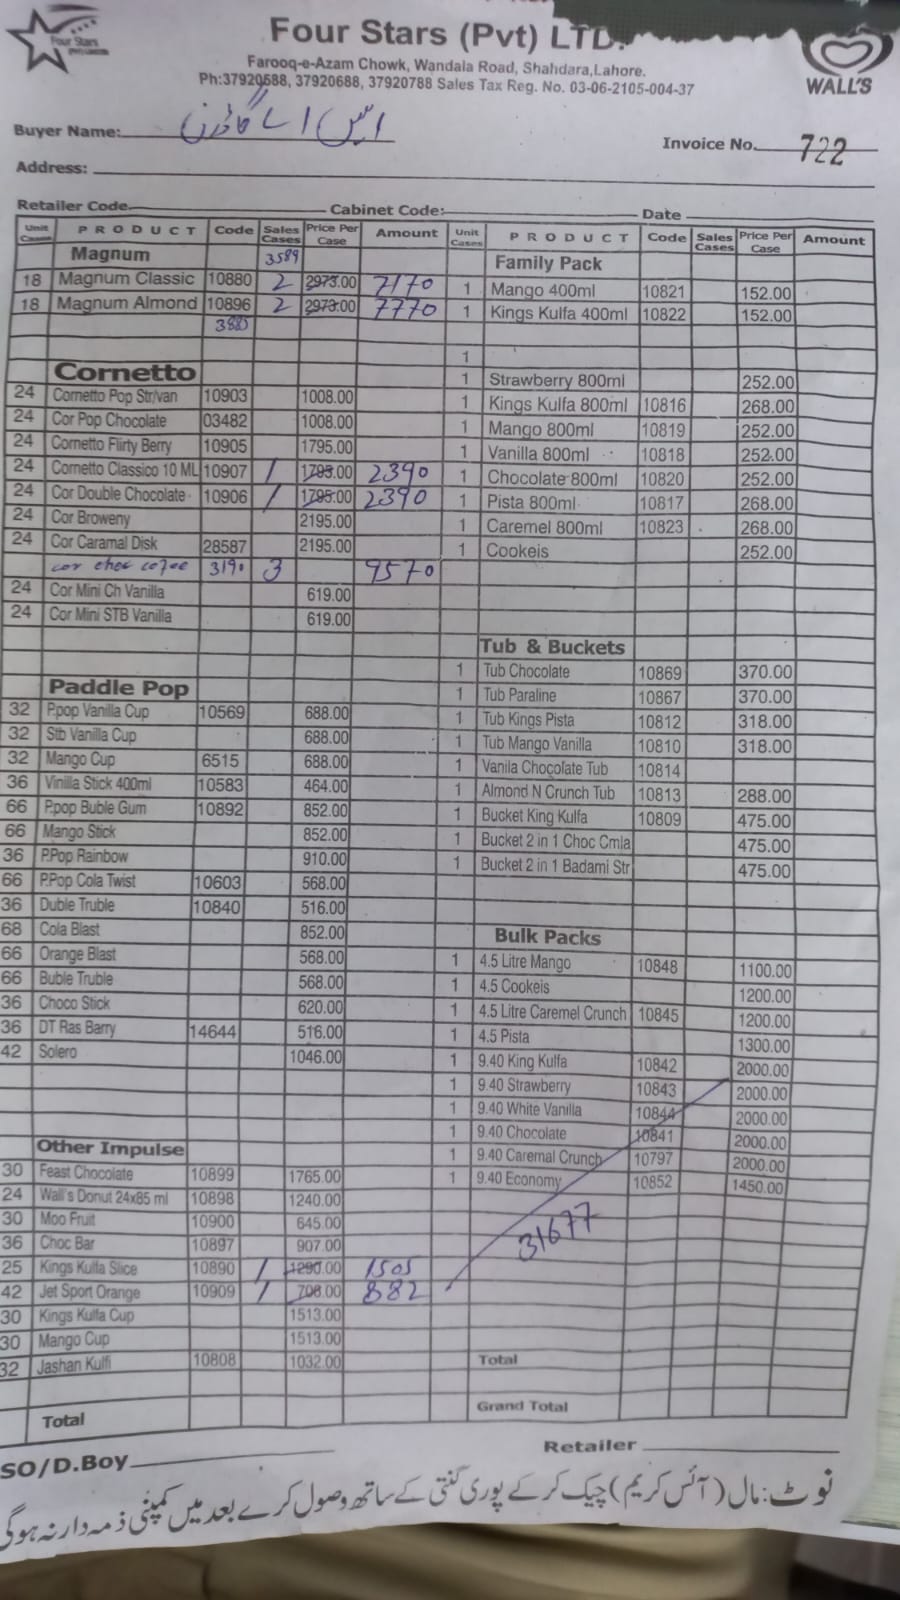 Four Stars (Pvt) LTD.
Four Stars
WALL'S
Farooq-e-Azam Chowk, Wandala Road, Shahdara,Lahore.
Ph:37920588, 37920688, 37920788 Sales Tax Reg. No. 03-06-2105-004-37
Buyer Name: ایس اے گارڈن
Invoice No. 722
Address:
Retailer Code Cabinet Code: Date
Unit Cases PRODUCT Code Sales Cases Price Per Case Amount
Magnum 3589
18 Magnum Classic 10880 2 2973.00 7170
18 Magnum Almond 10896 2 2973.00 7770
3885
Cornetto
24 Cornetto Pop Str/van 10903 1008.00
24 Cor Pop Chocolate 03482 1008.00
24 Cornetto Flirty Berry 10905 1795.00
24 Cornetto Classico 10 ML 10907 1 1795.00 2390
24 Cor Double Chocolate 10906 1 1795.00 2390
24 Cor Broweny 2195.00
24 Cor Caramal Disk 28587 2195.00
cor choc cofee 3190 3 9570
24 Cor Mini Ch Vanilla 619.00
24 Cor Mini STB Vanilla 619.00
Paddle Pop
32 P.pop Vanilla Cup 10569 688.00
32 Stb Vanilla Cup 688.00
32 Mango Cup 6515 688.00
36 Vinilla Stick 400ml 10583 464.00
66 P.pop Buble Gum 10892 852.00
66 Mango Stick 852.00
36 P.Pop Rainbow 910.00
66 P.Pop Cola Twist 10603 568.00
36 Duble Truble 10840 516.00
68 Cola Blast 852.00
66 Orange Blast 568.00
66 Buble Truble 568.00
36 Choco Stick 620.00
36 DT Ras Barry 14644 516.00
42 Solero 1046.00
Other Impulse
30 Feast Chocolate 10899 1765.00
24 Wall's Donut 24x85 ml 10898 1240.00
30 Moo Fruit 10900 645.00
36 Choc Bar 10897 907.00
25 Kings Kulfa Slice 10890 1 1290.00 1505
42 Jet Sport Orange 10909 1 708.00 882
30 Kings Kulfa Cup 1513.00
30 Mango Cup 1513.00
32 Jashan Kulfi 10808 1032.00
Total
Unit Cases PRODUCT Code Sales Cases Price Per Case Amount
Family Pack
1 Mango 400ml 10821 152.00
1 Kings Kulfa 400ml 10822 152.00
1
1 Strawberry 800ml 252.00
1 Kings Kulfa 800ml 10816 268.00
1 Mango 800ml 10819 252.00
1 Vanilla 800ml 10818 252.00
1 Chocolate 800ml 10820 252.00
1 Pista 800ml 10817 268.00
1 Caremel 800ml 10823 268.00
1 Cookeis 252.00
Tub & Buckets
1 Tub Chocolate 10869 370.00
1 Tub Paraline 10867 370.00
1 Tub Kings Pista 10812 318.00
1 Tub Mango Vanilla 10810 318.00
1 Vanila Chocolate Tub 10814
1 Almond N Crunch Tub 10813 288.00
1 Bucket King Kulfa 10809 475.00
1 Bucket 2 in 1 Choc Cmla 475.00
1 Bucket 2 in 1 Badami Str 475.00
Bulk Packs
1 4.5 Litre Mango 10848 1100.00
1 4.5 Cookeis 1200.00
1 4.5 Litre Caremel Crunch 10845 1200.00
1 4.5 Pista 1300.00
1 9.40 King Kulfa 10842 2000.00
1 9.40 Strawberry 10843 2000.00
1 9.40 White Vanilla 10844 2000.00
1 9.40 Chocolate 10841 2000.00
1 9.40 Caremal Crunch 10797 2000.00
1 9.40 Economy 10852 1450.00
31677
Total
Grand Total
SO/D.Boy
Retailer
نوٹ: مال (آئس کریم) چیک کر کے پوری گنتی کے ساتھ وصول کرے بعد میں کمپنی ذمہ دار نہ ہوگی